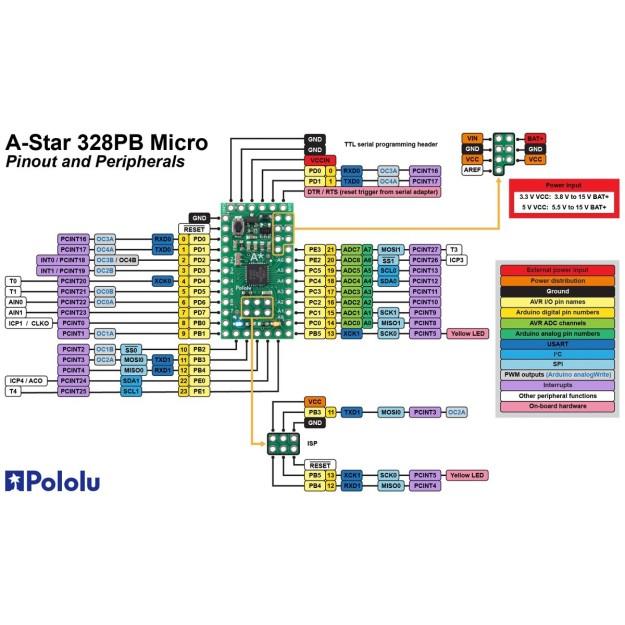 A-Star 328PB Micro
Pinout and Peripherals
GND
GND
VCCIN
PD0 0 RXD0 OC3A PCINT16
PD1 1 TXD0 OC4A PCINT17
DTR / RTS (reset trigger from serial adapter)
TTL serial programming header
VIN BAT+
GND GND
VCC VCC
AREF
Power input
3.3 V VCC: 3.8 V to 15 V BAT+
5 V VCC: 5.5 V to 15 V BAT+
GND
RESET
PCINT16 OC3A RXD0 0 PD0
PCINT17 OC4A TXD0 1 PD1
INT0 / PCINT18 OC3B / OC4B 2 PD2
INT1 / PCINT19 OC2B 3 PD3
T0 PCINT20 XCK0 4 PD4
T1 PCINT21 OC0B 5 PD5
AIN0 PCINT22 OC0A 6 PD6
AIN1 PCINT23 7 PD7
ICP1 / CLKO PCINT0 8 PB0
PCINT1 OC1A 9 PB1
PCINT2 OC1B SS0 10 PB2
PCINT3 OC2A MOSI0 TXD1 11 PB3
PCINT4 MISO0 RXD1 12 PB4
ICP4 / ACO PCINT24 SDA1 22 PE0
T4 PCINT25 SCL1 23 PE1
A*
Pololu
PE3 21 ADC7 A7 MOSI1 PCINT27 T3
PE2 20 ADC6 A6 SS1 PCINT26 ICP3
PC5 19 ADC5 A5 SCL0 PCINT13
PC4 18 ADC4 A4 SDA0 PCINT12
PC3 17 ADC3 A3 PCINT11
PC2 16 ADC2 A2 PCINT10
PC1 15 ADC1 A1 SCK1 PCINT9
PC0 14 ADC0 A0 MISO1 PCINT8
PB5 13 XCK1 SCK0 PCINT5 Yellow LED
External power input
Power distribution
Ground
AVR I/O pin names
Arduino digital pin numbers
AVR ADC channels
Arduino analog pin numbers
USART
I²C
SPI
PWM outputs (Arduino analogWrite)
Interrupts
Other peripheral functions
On-board hardware
VCC
PB3 11 TXD1 MOSI0 PCINT3 OC2A
GND
ISP
RESET
PB5 13 XCK1 SCK0 PCINT5 Yellow LED
PB4 12 RXD1 MISO0 PCINT4
Pololu